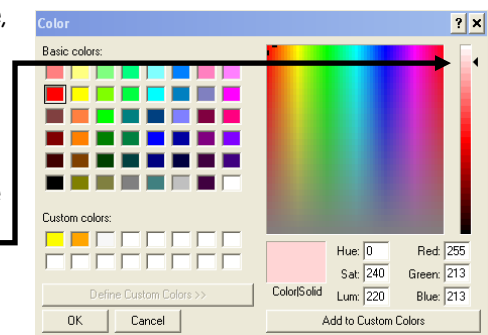 Color
Basic colors:
Custom colors:
Define Custom Colors >>
OK Cancel
Color|Solid
Hue: 0 Red: 255
Sat: 240 Green: 213
Lum: 220 Blue: 213
Add to Custom Colors